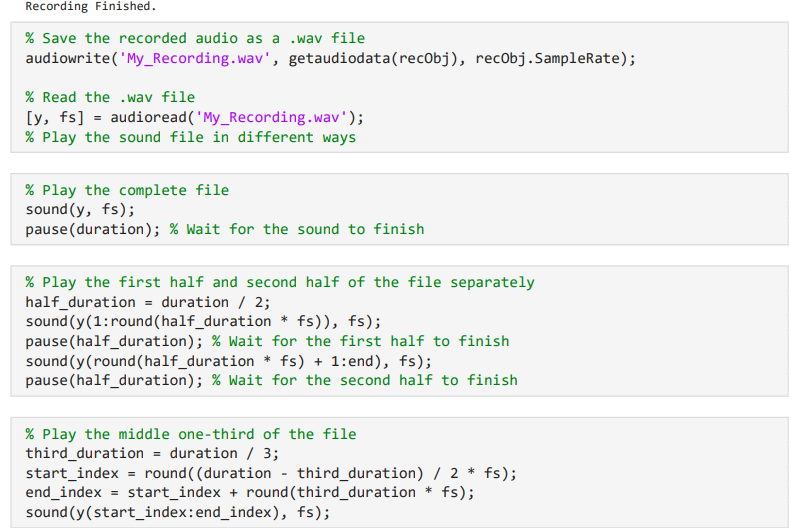 Recording Finished.
% Save the recorded audio as a .wav file
audiowrite('My_Recording.wav', getaudiodata(recObj), recObj.SampleRate);
% Read the .wav file
[y, fs] = audioread('My_Recording.wav');
% Play the sound file in different ways
% Play the complete file
sound(y, fs);
pause(duration); % Wait for the sound to finish
% Play the first half and second half of the file separately
half_duration = duration / 2;
sound(y(1:round(half_duration * fs)), fs);
pause(half_duration); % Wait for the first half to finish
sound(y(round(half_duration * fs) + 1:end), fs);
pause(half_duration); % Wait for the second half to finish
% Play the middle one-third of the file
third_duration = duration / 3;
start_index = round((duration - third_duration) / 2 * fs);
end_index = start_index + round(third_duration * fs);
sound(y(start_index:end_index), fs);